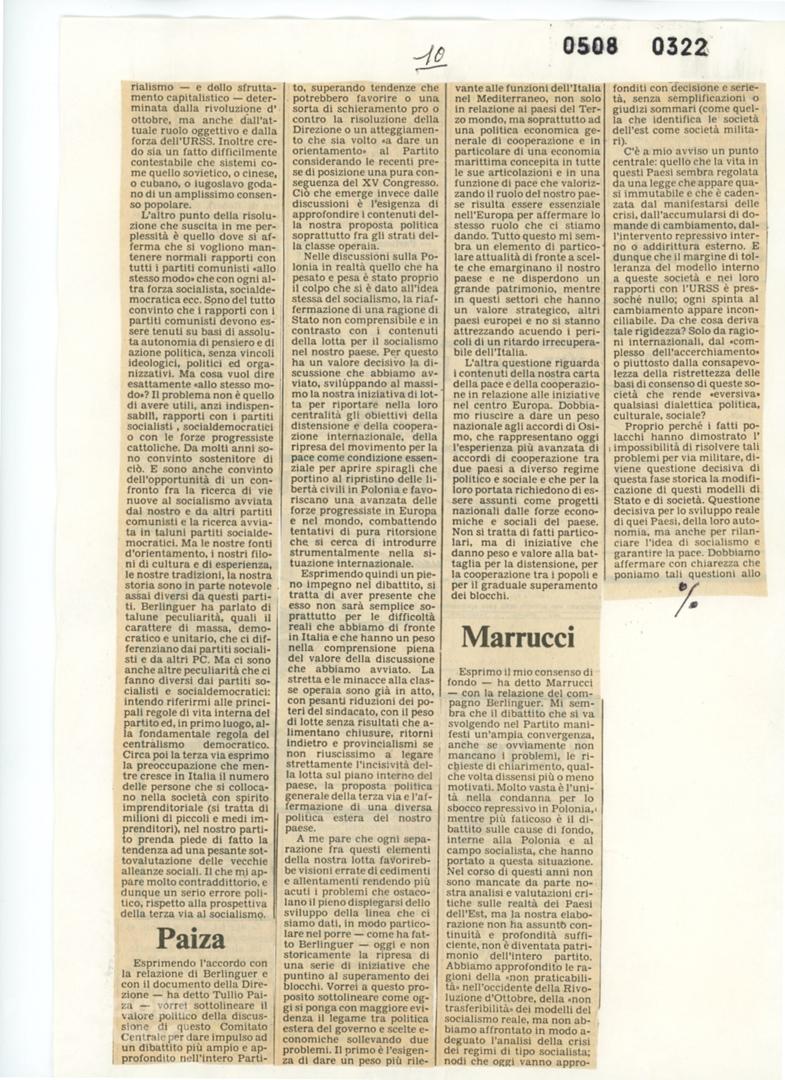 10
0508 0322
rialismo — e dello sfrutta-
mento capitalistico — deter-
minata dalla rivoluzione d'
ottobre, ma anche dall'at-
tuale ruolo oggettivo e dalla
forza dell'URSS. Inoltre cre-
do sia un fatto difficilmente
contestabile che sistemi co-
me quello sovietico, o cinese,
o cubano, o iugoslavo goda-
no di un amplissimo consen-
so popolare.
L'altro punto della risolu-
zione che suscita in me per-
plessità è quello dove si af-
ferma che si vogliono man-
tenere normali rapporti con
tutti i partiti comunisti «allo
stesso modo» che con ogni al-
tra forza socialista, socialde-
mocratica ecc. Sono del tutto
convinto che i rapporti con i
partiti comunisti devono es-
sere tenuti su basi di assolu-
ta autonomia di pensiero e di
azione politica, senza vincoli
ideologici, politici ed orga-
nizzativi. Ma cosa vuol dire
esattamente «allo stesso mo-
do»? Il problema non è quello
di avere utili, anzi indispen-
sabili, rapporti con i partiti
socialisti , socialdemocratici
o con le forze progressiste
cattoliche. Da molti anni so-
no convinto sostenitore di
ciò. E sono anche convinto
dell'opportunità di un con-
fronto fra la ricerca di vie
nuove al socialismo avviata
dal nostro e da altri partiti
comunisti e la ricerca avvia-
ta in taluni partiti socialde-
mocratici. Ma le nostre fonti
d'orientamento, i nostri filo-
ni di cultura e di esperienza,
le nostre tradizioni, la nostra
storia sono in parte notevole
assai diversi da questi parti-
ti. Berlinguer ha parlato di
talune peculiarità, quali il
carattere di massa, demo-
cratico e unitario, che ci dif-
ferenziano dai partiti sociali-
sti e da altri PC. Ma ci sono
anche altre peculiarità che ci
fanno diversi dai partiti so-
cialisti e socialdemocratici:
intendo riferirmi alle princi-
pali regole di vita interna del
partito ed, in primo luogo, al-
la fondamentale regola del
centralismo democratico.
Circa poi la terza via esprimo
la preoccupazione che men-
tre cresce in Italia il numero
delle persone che si colloca-
no nella società con spirito
imprenditoriale (si tratta di
milioni di piccoli e medi im-
prenditori), nel nostro parti-
to prenda piede di fatto la
tendenza ad una pesante sot-
tovalutazione delle vecchie
alleanze sociali. Il che mi ap-
pare molto contraddittorio, e
dunque un serio errore poli-
tico, rispetto alla prospettiva
della terza via al socialismo.
Paiza
Esprimendo l'accordo con
la relazione di Berlinguer e
con il documento della Dire-
zione — ha detto Tullio Pai-
za — vorrei sottolineare il
valore politico della discus-
sione di questo Comitato
Centrale per dare impulso ad
un dibattito più ampio e ap-
profondito nell'intero Parti-
to, superando tendenze che
potrebbero favorire o una
sorta di schieramento pro o
contro la risoluzione della
Direzione o un atteggiamen-
to che sia volto «a dare un
orientamento» al Partito
considerando le recenti pre-
se di posizione una pura con-
seguenza del XV Congresso.
Ciò che emerge invece dalle
discussioni è l'esigenza di
approfondire i contenuti del-
la nostra proposta politica
soprattutto fra gli strati del-
la classe operaia.
Nelle discussioni sulla Po-
lonia in realtà quello che ha
pesato e pesa è stato proprio
il colpo che si è dato all'idea
stessa del socialismo, la riaf-
fermazione di una ragione di
Stato non comprensibile e in
contrasto con i contenuti
della lotta per il socialismo
nel nostro paese. Per questo
ha un valore decisivo la di-
scussione che abbiamo av-
viato, sviluppando al massi-
mo la nostra iniziativa di lot-
ta per riportare nella loro
centralità gli obiettivi della
distensione e della coopera-
zione internazionale, della
ripresa del movimento per la
pace come condizione essen-
ziale per aprire spiragli che
portino al ripristino delle li-
bertà civili in Polonia e favo-
riscano una avanzata delle
forze progressiste in Europa
e nel mondo, combattendo
tentativi di pura ritorsione
che si cerca di introdurre
strumentalmente nella si-
tuazione internazionale.
Esprimendo quindi un pie-
no impegno nel dibattito, si
tratta di aver presente che
esso non sarà semplice so-
prattutto per le difficoltà
reali che abbiamo di fronte
in Italia e che hanno un peso
nella comprensione piena
del valore della discussione
che abbiamo avviato. La
stretta e le minacce alla clas-
se operaia sono già in atto,
con pesanti riduzioni dei po-
teri del sindacato, con il peso
di lotte senza risultati che a-
limentano chiusure, ritorni
indietro e provincialismi se
non riuscissimo a legare
strettamente l'incisività del-
la lotta sul piano interno del
paese, la proposta politica
generale della terza via e l'af-
fermazione di una diversa
politica estera del nostro
paese.
A me pare che ogni sepa-
razione fra questi elementi
della nostra lotta favorireb-
be visioni errate di cedimenti
e allentamenti rendendo più
acuti i problemi che ostaco-
lano il pieno dispiegarsi dello
sviluppo della linea che ci
siamo dati, in modo partico-
lare nel porre — come ha fat-
to Berlinguer — oggi e non
storicamente la ripresa di
una serie di iniziative che
puntino al superamento dei
blocchi. Vorrei a questo pro-
posito sottolineare come og-
gi si ponga con maggiore evi-
denza il legame tra politica
estera del governo e scelte e-
conomiche sollevando due
problemi. Il primo è l'esigen-
za di dare un peso più rile-
vante alle funzioni dell'Italia
nel Mediterraneo, non solo
in relazione ai paesi del Ter-
zo mondo, ma soprattutto ad
una politica economica ge-
nerale di cooperazione e in
particolare di una economia
marittima concepita in tutte
le sue articolazioni e in una
funzione di pace che valoriz-
zando il ruolo del nostro pae-
se risulta essere essenziale
nell'Europa per affermare lo
stesso ruolo che ci stiamo
dando. Tutto questo mi sem-
bra un elemento di partico-
lare attualità di fronte a scel-
te che emarginano il nostro
paese e ne disperdono un
grande patrimonio, mentre
in questi settori che hanno
un valore strategico, altri
paesi europei e no si stanno
attrezzando acuendo i peri-
coli di un ritardo irrecupera-
bile dell'Italia.
L'altra questione riguarda
i contenuti della nostra carta
della pace e della cooperazio-
ne in relazione alle iniziative
nel centro Europa. Dobbia-
mo riuscire a dare un peso
nazionale agli accordi di Osi-
mo, che rappresentano oggi
l'esperienza più avanzata di
accordi di cooperazione tra
due paesi a diverso regime
politico e sociale e che per la
loro portata richiedono di es-
sere assunti come progetti
nazionali dalle forze econo-
miche e sociali del paese.
Non si tratta di fatti partico-
lari, ma di iniziative che
danno peso e valore alla bat-
taglia per la distensione, per
la cooperazione tra i popoli e
per il graduale superamento
dei blocchi.
Marrucci
Esprimo il mio consenso di
fondo — ha detto Marrucci
— con la relazione del com-
pagno Berlinguer. Mi sem-
bra che il dibattito che si va
svolgendo nel Partito mani-
festi un'ampia convergenza,
anche se ovviamente non
mancano i problemi, le ri-
chieste di chiarimento, qual-
che volta dissensi più o meno
motivati. Molto vasta è l'uni-
tà nella condanna per lo
sbocco repressivo in Polonia,
mentre più faticoso è il di-
battito sulle cause di fondo,
interne alla Polonia e al
campo socialista, che hanno
portato a questa situazione.
Nel corso di questi anni non
sono mancate da parte no-
stra analisi e valutazioni cri-
tiche sulle realtà dei Paesi
dell'Est, ma la nostra elabo-
razione non ha assunto con-
tinuità e profondità suffi-
ciente, non è diventata patri-
monio dell'intero partito.
Abbiamo approfondito le ra-
gioni della «non praticabili-
tà» nell'occidente della Rivo-
luzione d'Ottobre, della «non
trasferibilità» dei modelli del
socialismo reale, ma non ab-
biamo affrontato in modo a-
deguato l'analisi della crisi
dei regimi di tipo socialista;
nodi che oggi vanno appro-
fonditi con decisione e serie-
tà, senza semplificazioni o
giudizi sommari (come quel-
la che identifica le società
dell'est come società milita-
ri).
C'è a mio avviso un punto
centrale: quello che la vita in
questi Paesi sembra regolata
da una legge che appare qua-
si immutabile e che è caden-
zata dal manifestarsi delle
crisi, dall'accumularsi di do-
mande di cambiamento, dal-
l'intervento repressivo inter-
no o addirittura esterno. E
dunque che il margine di tol-
leranza del modello interno
a queste società e nei loro
rapporti con l'URSS è pres-
soché nullo; ogni spinta al
cambiamento appare incon-
ciliabile. Da che cosa deriva
tale rigidezza? Solo da ragio-
ni internazionali, dal «com-
plesso dell'accerchiamento»
o piuttosto dalla consapevo-
lezza della ristrettezza delle
basi di consenso di queste so-
cietà che rende «eversiva»
qualsiasi dialettica politica,
culturale, sociale?
Proprio perché i fatti po-
lacchi hanno dimostrato l'
impossibilità di risolvere tali
problemi per via militare, di-
viene questione decisiva di
questa fase storica la modifi-
cazione di questi modelli di
Stato e di società. Questione
decisiva per lo sviluppo reale
di quei Paesi, della loro auto-
nomia, ma anche per rilan-
ciare l'idea di socialismo e
garantire la pace. Dobbiamo
affermare con chiarezza che
poniamo tali questioni allo
%